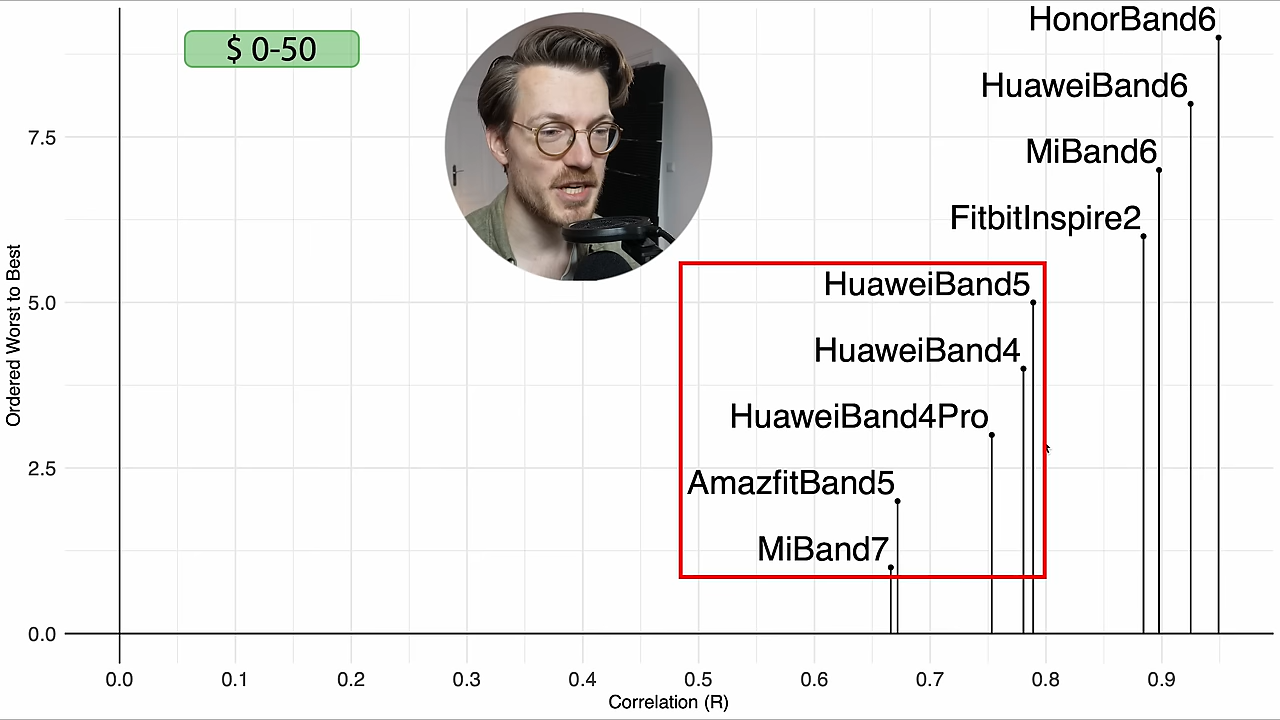 HonorBand6
$ 0-50
HuaweiBand6
7.5
MiBand6
FitbitInspire2
HuaweiBand5
5.0
HuaweiBand4
HuaweiBand4Pro
AmazfitBand5
2.5
MiBand7
0.0
Ordered Worst to Best
0.0 0.1 0.2 0.3 0.4 0.5 0.6 0.7 0.8 0.9
Correlation (R)